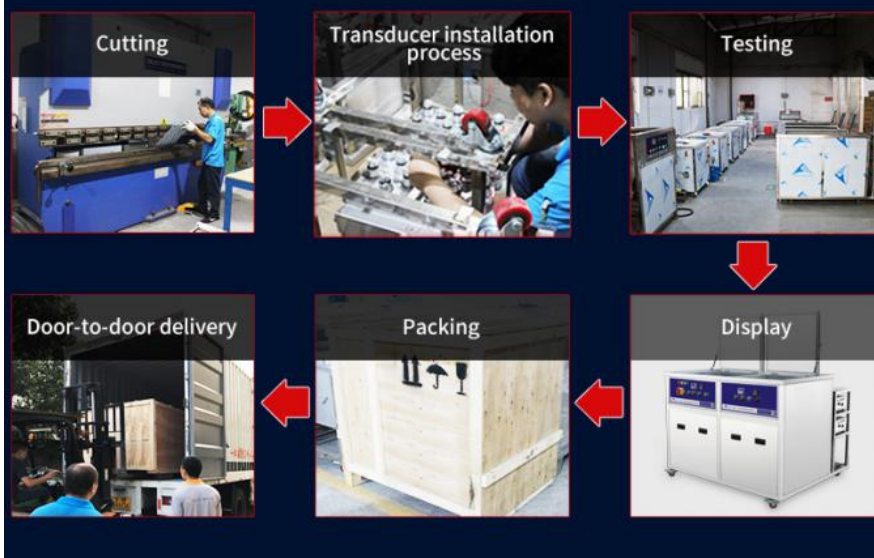 Cutting
Transducer installation
process
Testing
Display
Packing
Door-to-door delivery